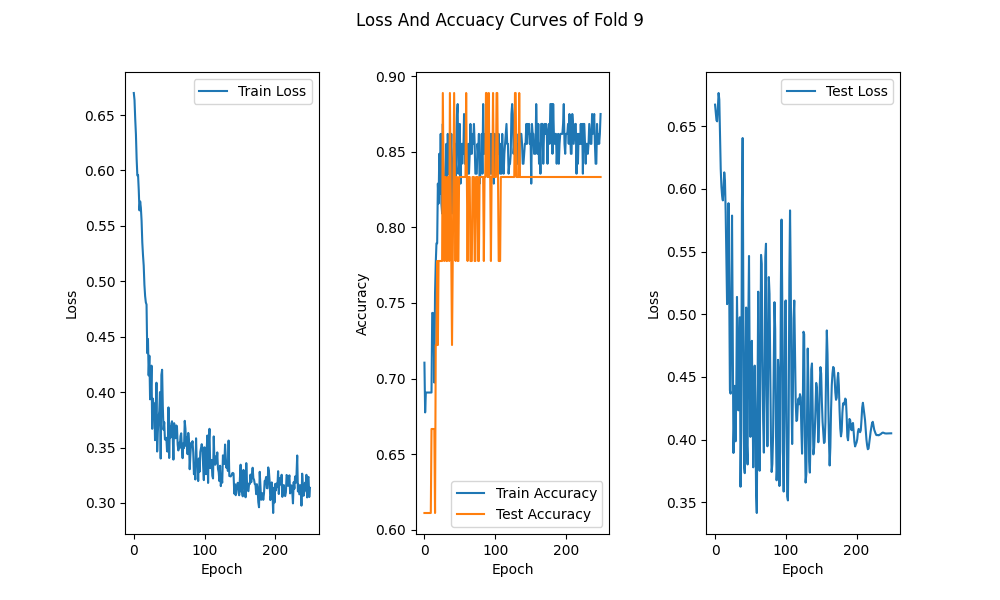 Loss And Accuacy Curves of Fold 9
Train Loss
0.65
0.60
0.55
0.50
0.45
0.40
0.35
0.30
Loss
0
100
200
Epoch
0.90
0.85
0.80
0.75
0.70
0.65
0.60
Accuracy
Train Accuracy
Test Accuracy
0
100
200
Epoch
Test Loss
0.65
0.60
0.55
0.50
0.45
0.40
0.35
Loss
0
100
200
Epoch